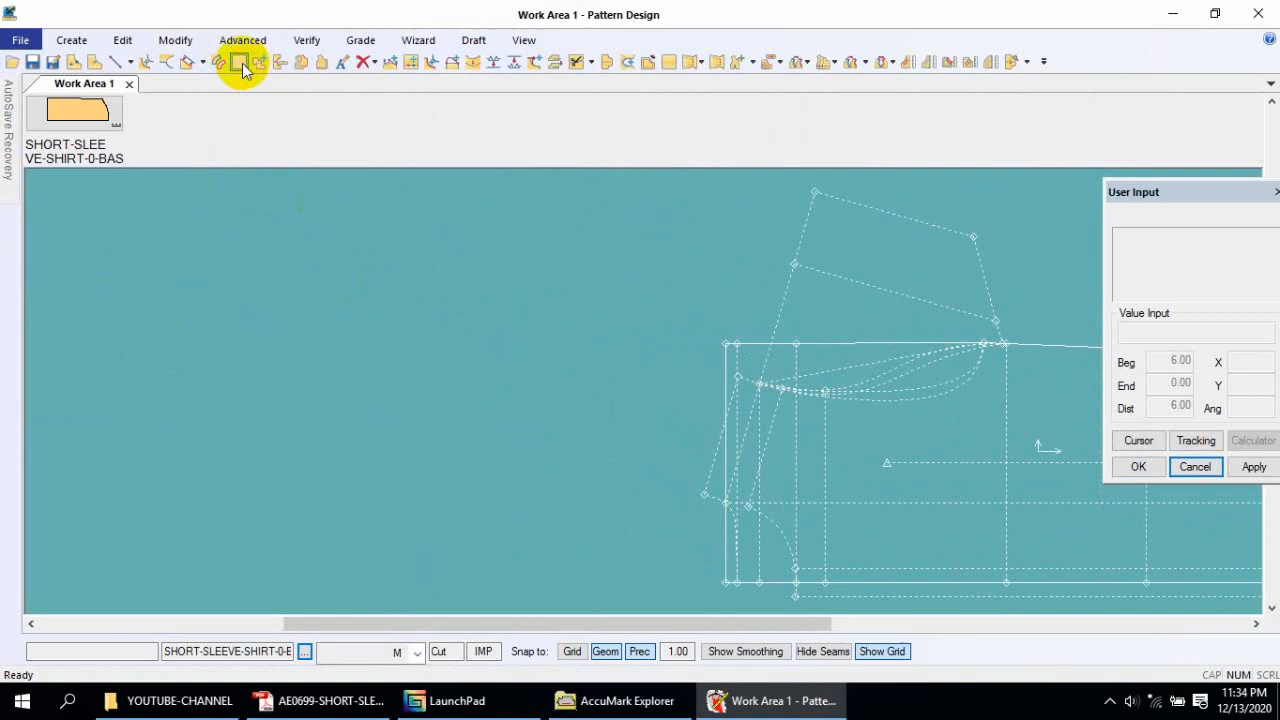 Work Area 1 - Pattern Design
File Create Edit Modify Advanced Verify Grade Wizard Draft View
Work Area 1
AutoSave Recovery
SHORT-SLEE
VE-SHIRT-0-BAS
User Input
Value Input
Beg 6.00 X
End 0.00 Y
Dist 6.00 Ang
Cursor Tracking Calculator
OK Cancel Apply
SHORT-SLEEVE-SHIRT-0-E ... M Cut IMP Snap to: Grid Geom Prec 1.00 Show Smoothing Hide Seams Show Grid
Ready CAP NUM SCRL
YOUTUBE-CHANNEL AE0699-SHORT-SLE... LaunchPad AccuMark Explorer Work Area 1 - Patte...
11:34 PM
12/13/2020